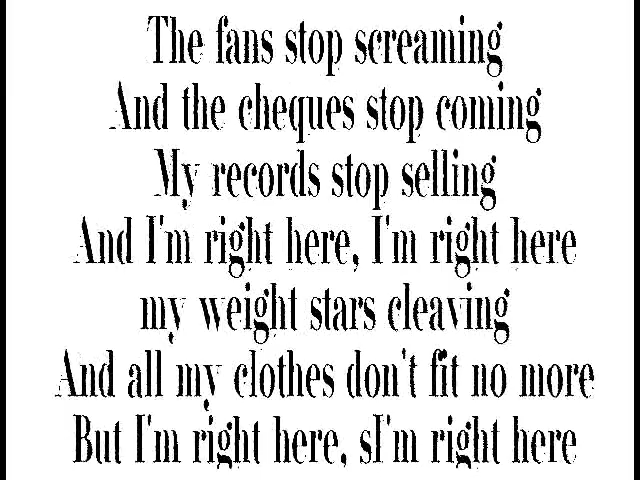 The fans stop screaming
And the cheques stop coming
My records stop selling
And I'm right here, I'm right here
my weight stars cleaving
And all my clothes don't fit no more
But I'm right here, sI'm right here